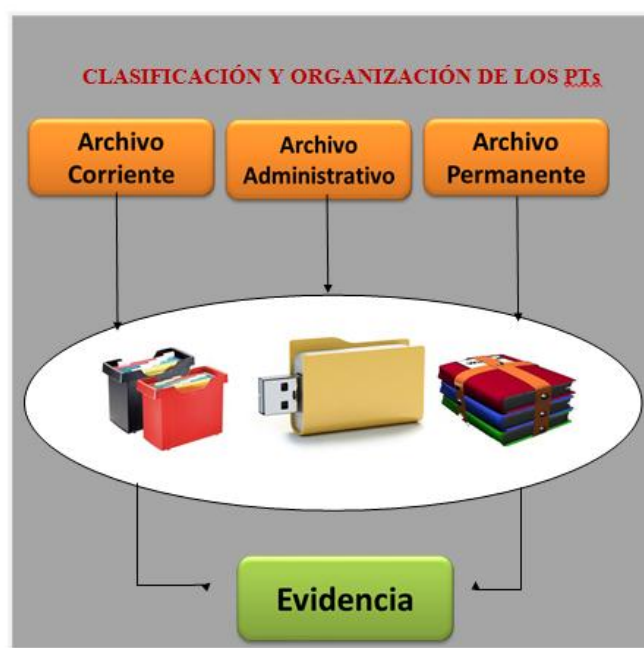 CLASIFICACIÓN Y ORGANIZACIÓN DE LOS PTs
Archivo
Corriente
Archivo
Administrativo
Archivo
Permanente
Evidencia